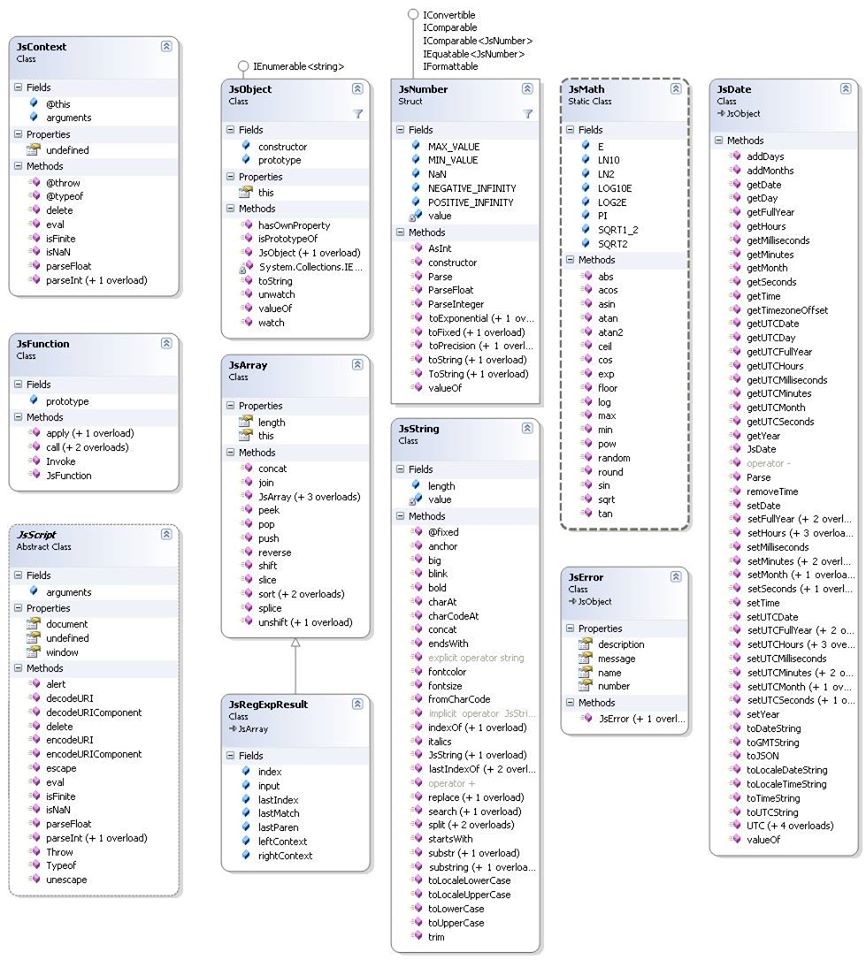 JsContext
Class
Fields
@this
arguments
Properties
undefined
Methods
@throw
@typeof
delete
eval
isFinite
isNaN
parseFloat
parseInt (+ 1 overload)
JsFunction
Class
Fields
prototype
Methods
apply (+ 1 overload)
call (+ 2 overloads)
Invoke
JsFunction
JsScript
Abstract Class
Fields
arguments
Properties
document
undefined
window
Methods
alert
decodeURI
decodeURIComponent
delete
encodeURI
encodeURIComponent
escape
eval
isFinite
isNaN
parseFloat
parseInt (+ 1 overload)
Throw
Typeof
unescape
IEnumerable<string>
JsObject
Class
Fields
constructor
prototype
Properties
this
Methods
hasOwnProperty
isPrototypeOf
JsObject (+ 1 overload)
System.Collections.IE...
toString
unwatch
valueOf
watch
JsArray
Class
Properties
length
this
Methods
concat
join
JsArray (+ 3 overloads)
peek
pop
push
reverse
shift
slice
sort (+ 2 overloads)
splice
unshift (+ 1 overload)
JsRegExpResult
Class
JsArray
Fields
index
input
lastIndex
lastMatch
lastParen
leftContext
rightContext
IConvertible
IComparable
IComparable<JsNumber>
IEquatable<JsNumber>
IFormattable
JsNumber
Struct
Fields
MAX_VALUE
MIN_VALUE
NaN
NEGATIVE_INFINITY
POSITIVE_INFINITY
value
Methods
AsInt
constructor
Parse
ParseFloat
ParseInteger
toExponential (+ 1 ov...
toFixed (+ 1 overload)
toPrecision (+ 1 overl...
toString (+ 1 overload)
ToString (+ 1 overload)
valueOf
JsString
Class
Fields
length
value
Methods
@fixed
anchor
big
blink
bold
charAt
charCodeAt
concat
endsWith
explicit operator string
fontcolor
fontsize
fromCharCode
implicit operator JsStri...
indexOf (+ 1 overload)
italics
JsString (+ 1 overload)
lastIndexOf (+ 2 overl...
operator +
replace (+ 1 overload)
search (+ 1 overload)
split (+ 2 overloads)
startsWith
substr (+ 1 overload)
substring (+ 1 overloa...
toLocaleLowerCase
toLocaleUpperCase
toLowerCase
toUpperCase
trim
JsMath
Static Class
Fields
E
LN10
LN2
LOG10E
LOG2E
PI
SQRT1_2
SQRT2
Methods
abs
acos
asin
atan
atan2
ceil
cos
exp
floor
log
max
min
pow
random
round
sin
sqrt
tan
JsError
Class
JsObject
Properties
description
message
name
number
Methods
JsError (+ 1 overl...
JsDate
Class
JsObject
Methods
addDays
addMonths
getDate
getDay
getFullYear
getHours
getMilliseconds
getMinutes
getMonth
getSeconds
getTime
getTimezoneOffset
getUTCDate
getUTCDay
getUTCFullYear
getUTCHours
getUTCMilliseconds
getUTCMinutes
getUTCMonth
getUTCSeconds
getYear
JsDate
operator -
Parse
removeTime
setDate
setFullYear (+ 2 overl...
setHours (+ 3 overloa...
setMilliseconds
setMinutes (+ 2 overl...
setMonth (+ 1 overloa...
setSeconds (+ 1 overl...
setTime
setUTCDate
setUTCFullYear (+ 2 o...
setUTCHours (+ 3 ove...
setUTCMilliseconds
setUTCMinutes (+ 2 o...
setUTCMonth (+ 1 ov...
setUTCSeconds (+ 1 o...
setYear
toDateString
toGMTString
toJSON
toLocaleDateString
toLocaleTimeString
toTimeString
toUTCString
UTC (+ 4 overloads)
valueOf